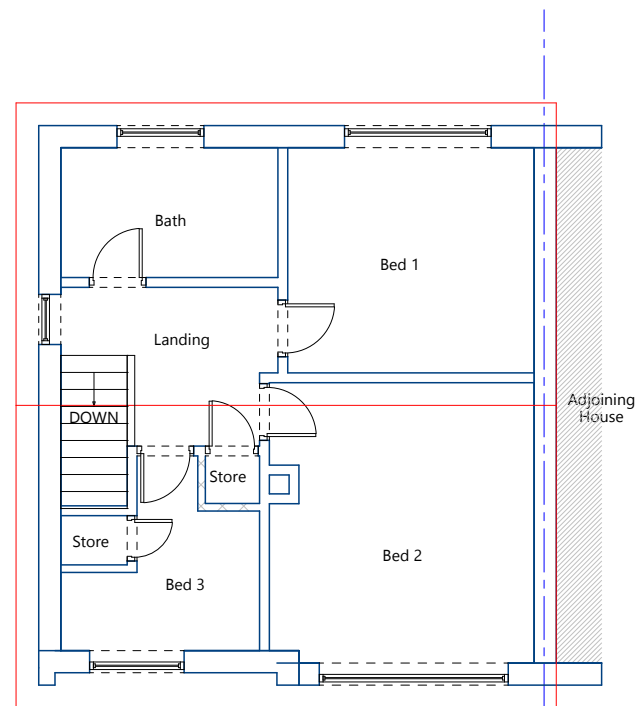 Bath
Bed 1
Landing
Adjoining
House
DOWN
Store
Store
Bed 2
Bed 3